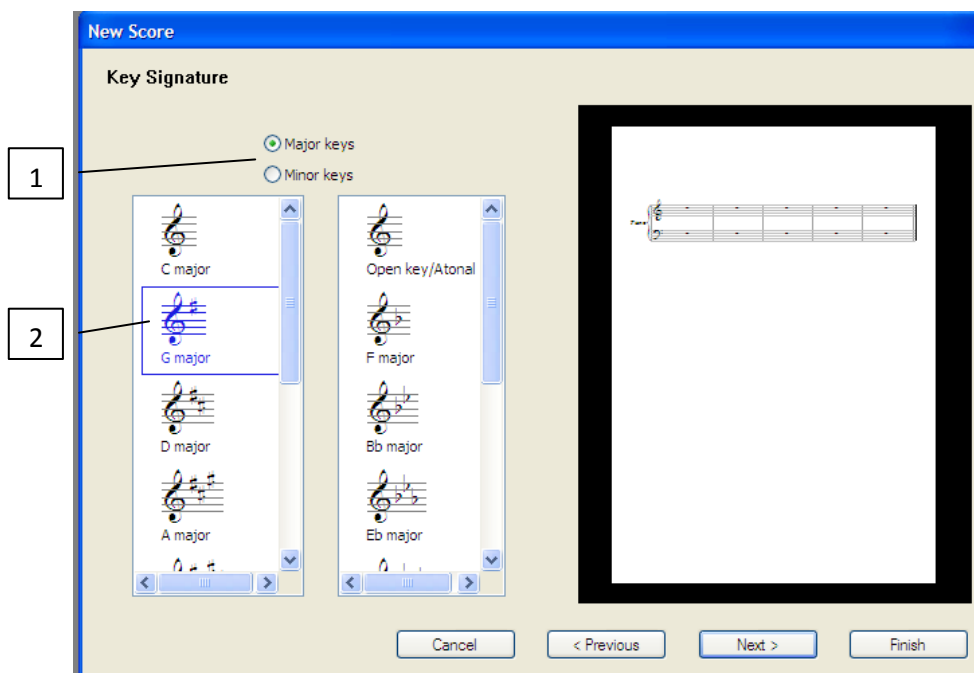 New Score
Key Signature
1
Major keys
Minor keys
2
C major
G major
D major
A major
Open key/Atonal
F major
Bb major
Eb major
Piano
Cancel
< Previous
Next >
Finish